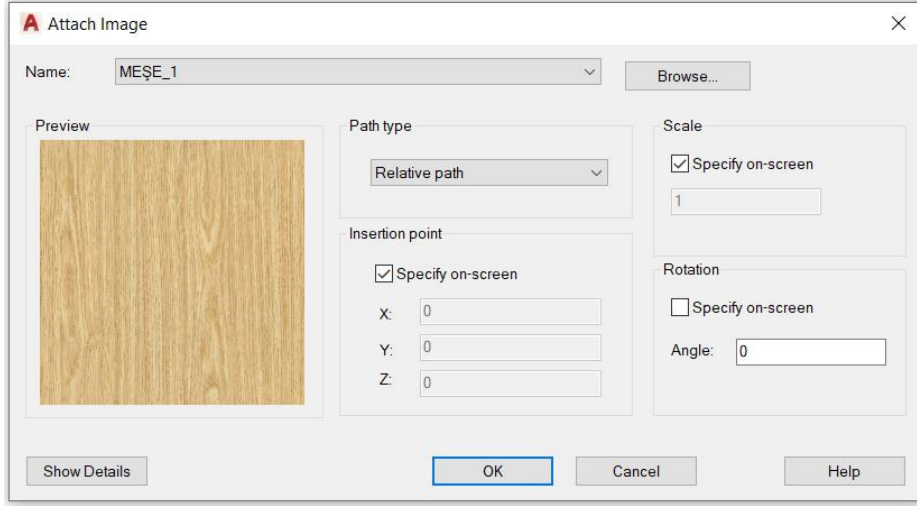 Attach Image
Name:
MEŞE_1
Browse...
Preview
Path type
Relative path
Insertion point
Specify on-screen
X:
0
Y:
0
Z:
0
Scale
Specify on-screen
1
Rotation
Specify on-screen
Angle:
0
Show Details
OK
Cancel
Help